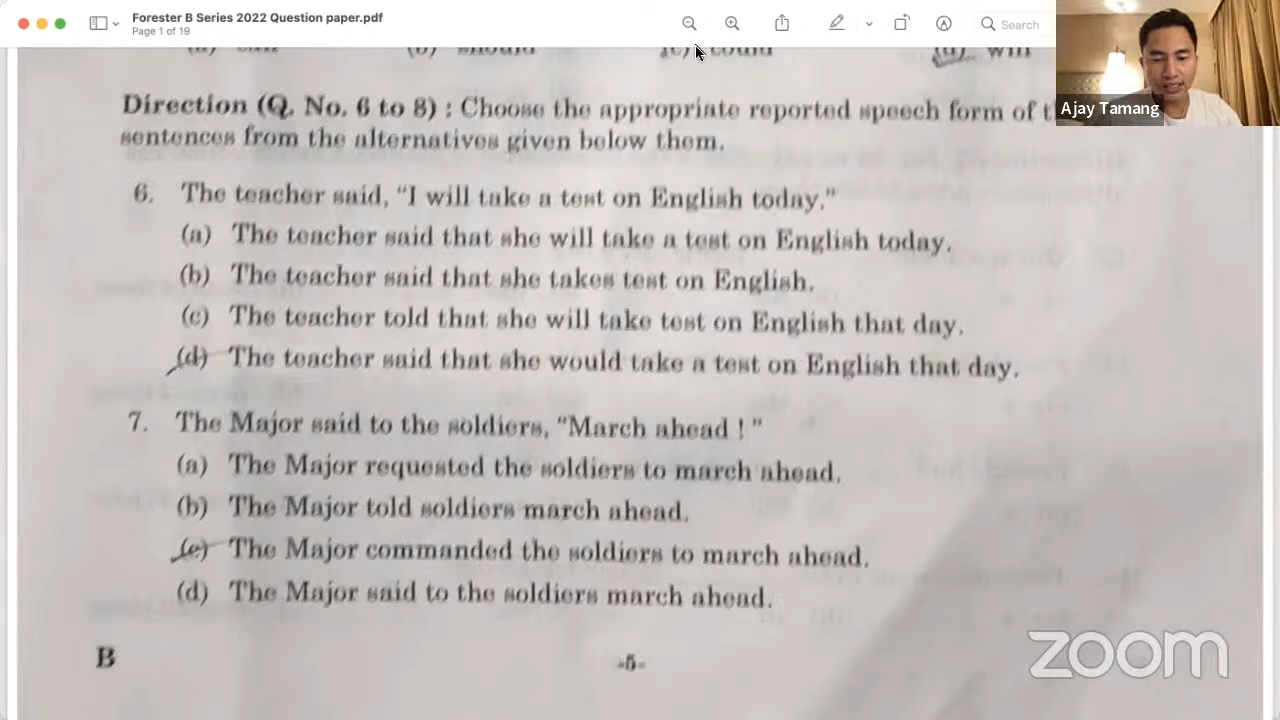 Forester B Series 2022 Question paper.pdf
Page 1 of 19
Search
Ajay Tamang
(a) (b) should (c) could (d) will
Direction (Q. No. 6 to 8) : Choose the appropriate reported speech form of
sentences from the alternatives given below them.
6. The teacher said, “I will take a test on English today.”
(a) The teacher said that she will take a test on English today.
(b) The teacher said that she takes test on English.
(c) The teacher told that she will take test on English that day.
(d) The teacher said that she would take a test on English that day.
7. The Major said to the soldiers, “March ahead ! ”
(a) The Major requested the soldiers to march ahead.
(b) The Major told soldiers march ahead.
(c) The Major commanded the soldiers to march ahead.
(d) The Major said to the soldiers march ahead.
B -5-
zoom